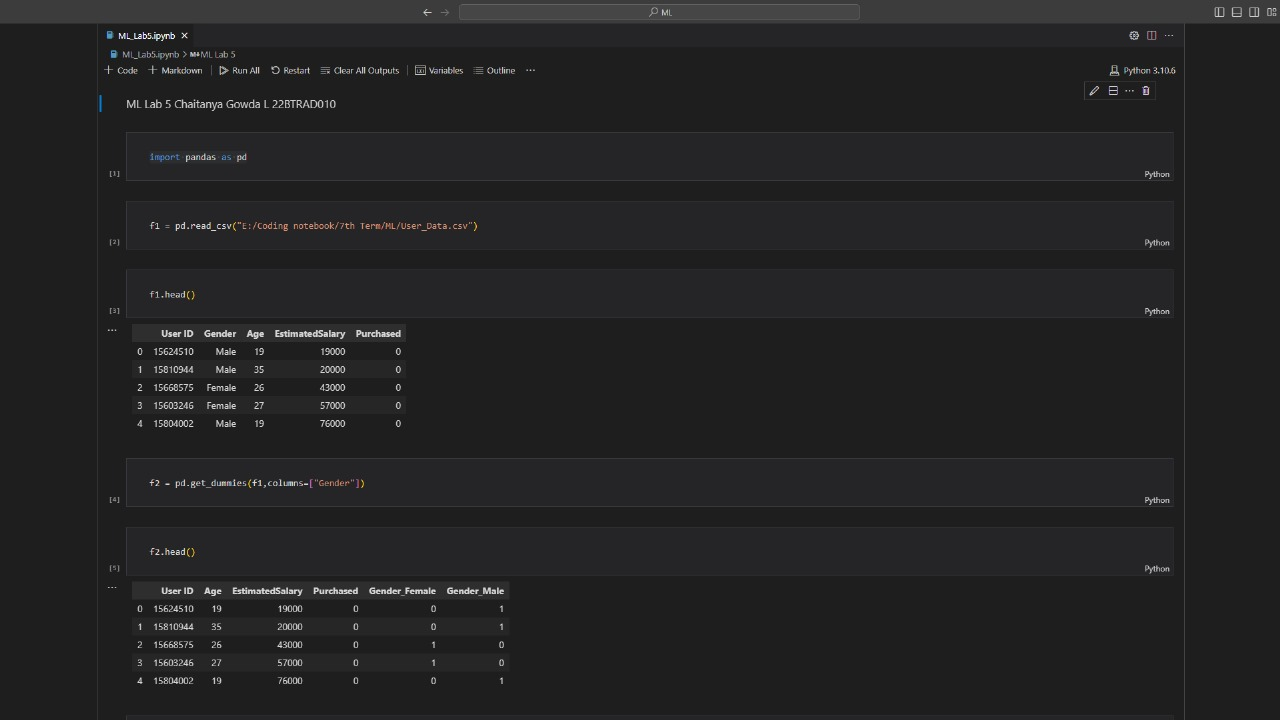 ML
ML_Lab5.ipynb
ML_Lab5.ipynb > M↓ ML Lab 5
+ Code + Markdown Run All Restart Clear All Outputs Variables Outline ... Python 3.10.6
ML Lab 5 Chaitanya Gowda L 22BTRAD010
import pandas as pd
[1] Python
f1 = pd.read_csv("E:/Coding notebook/7th Term/ML/User_Data.csv")
[2] Python
f1.head()
[3] Python
User ID Gender Age EstimatedSalary Purchased
0 15624510 Male 19 19000 0
1 15810944 Male 35 20000 0
2 15668575 Female 26 43000 0
3 15603246 Female 27 57000 0
4 15804002 Male 19 76000 0
f2 = pd.get_dummies(f1,columns=["Gender"])
[4] Python
f2.head()
[5] Python
User ID Age EstimatedSalary Purchased Gender_Female Gender_Male
0 15624510 19 19000 0 0 1
1 15810944 35 20000 0 0 1
2 15668575 26 43000 0 1 0
3 15603246 27 57000 0 1 0
4 15804002 19 76000 0 0 1